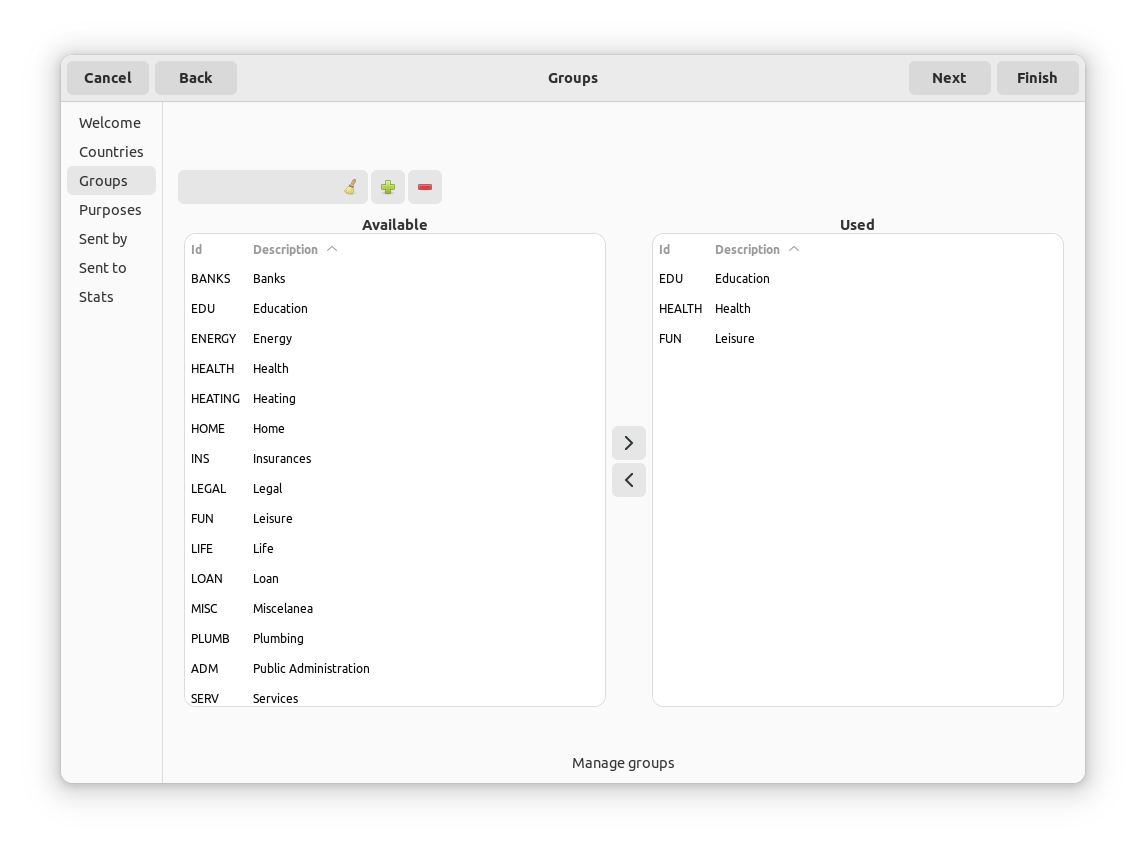 Cancel Back Groups Next Finish
Welcome
Countries
Groups
Purposes
Sent by
Sent to
Stats
Available
Id Description
BANKS Banks
EDU Education
ENERGY Energy
HEALTH Health
HEATING Heating
HOME Home
INS Insurances
LEGAL Legal
FUN Leisure
LIFE Life
LOAN Loan
MISC Miscelanea
PLUMB Plumbing
ADM Public Administration
SERV Services
Used
Id Description
EDU Education
HEALTH Health
FUN Leisure
Manage groups